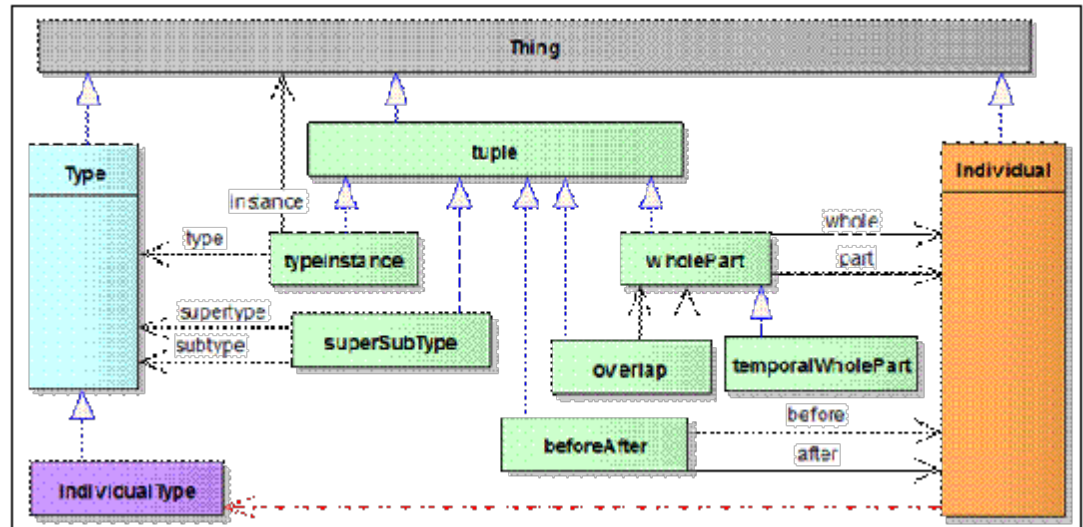 Thing
tuple
Type
Individual
instance
whole
type
typeInstance
wholePart
part
supertype
superSubType
subtype
overlap
temporalWholePart
before
beforeAfter
after
IndividualType